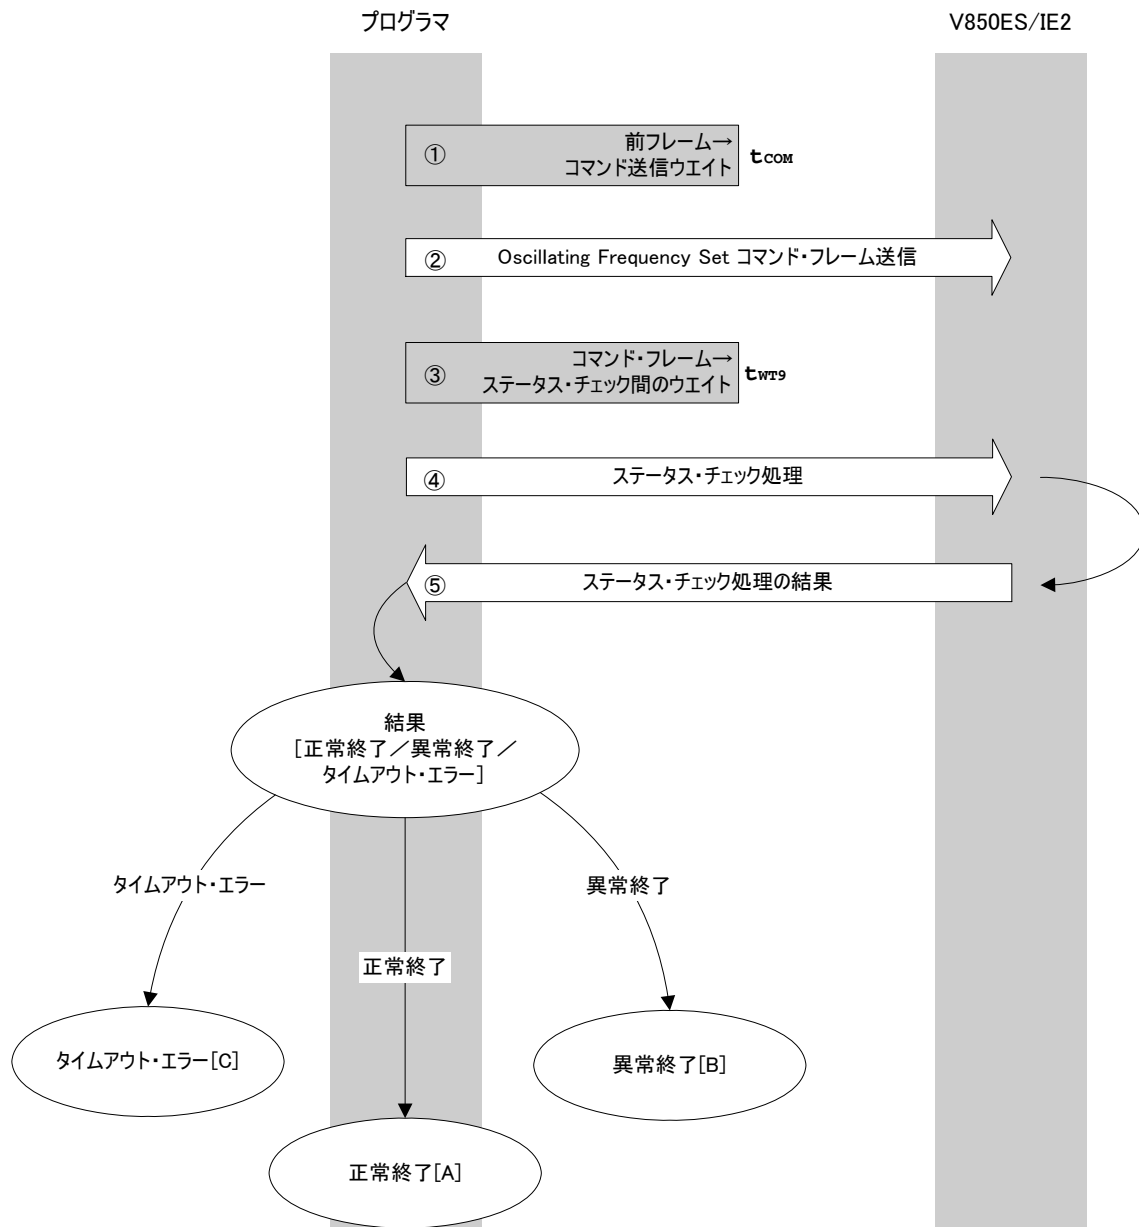 プログラマ
V850ES/IE2
①
前フレーム→
コマンド送信ウエイト
tCOM
② Oscillating Frequency Set コマンド・フレーム送信
③
コマンド・フレーム→
ステータス・チェック間のウエイト
tWT9
④ ステータス・チェック処理
⑤ ステータス・チェック処理の結果
結果
[正常終了／異常終了／
タイムアウト・エラー]
タイムアウト・エラー
異常終了
正常終了
タイムアウト・エラー[C]
異常終了[B]
正常終了[A]